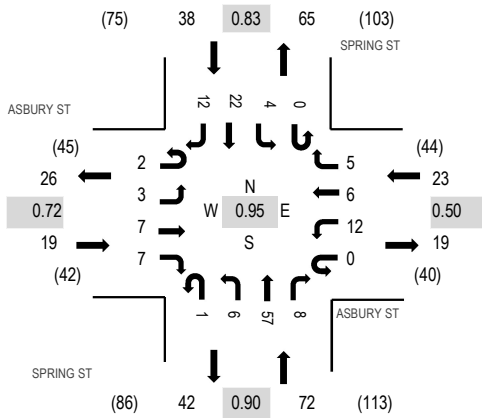 (75) 38 0.83 65 (103)
SPRING ST
12 22 4 0
ASBURY ST
(45) (44)
2 5
26 23
3 N 6
0.72 W 0.95 E 0.50
7 S 12
19 19
7 0
(42) (40)
1 6 57 8
ASBURY ST
SPRING ST
(86) 42 0.90 72 (113)